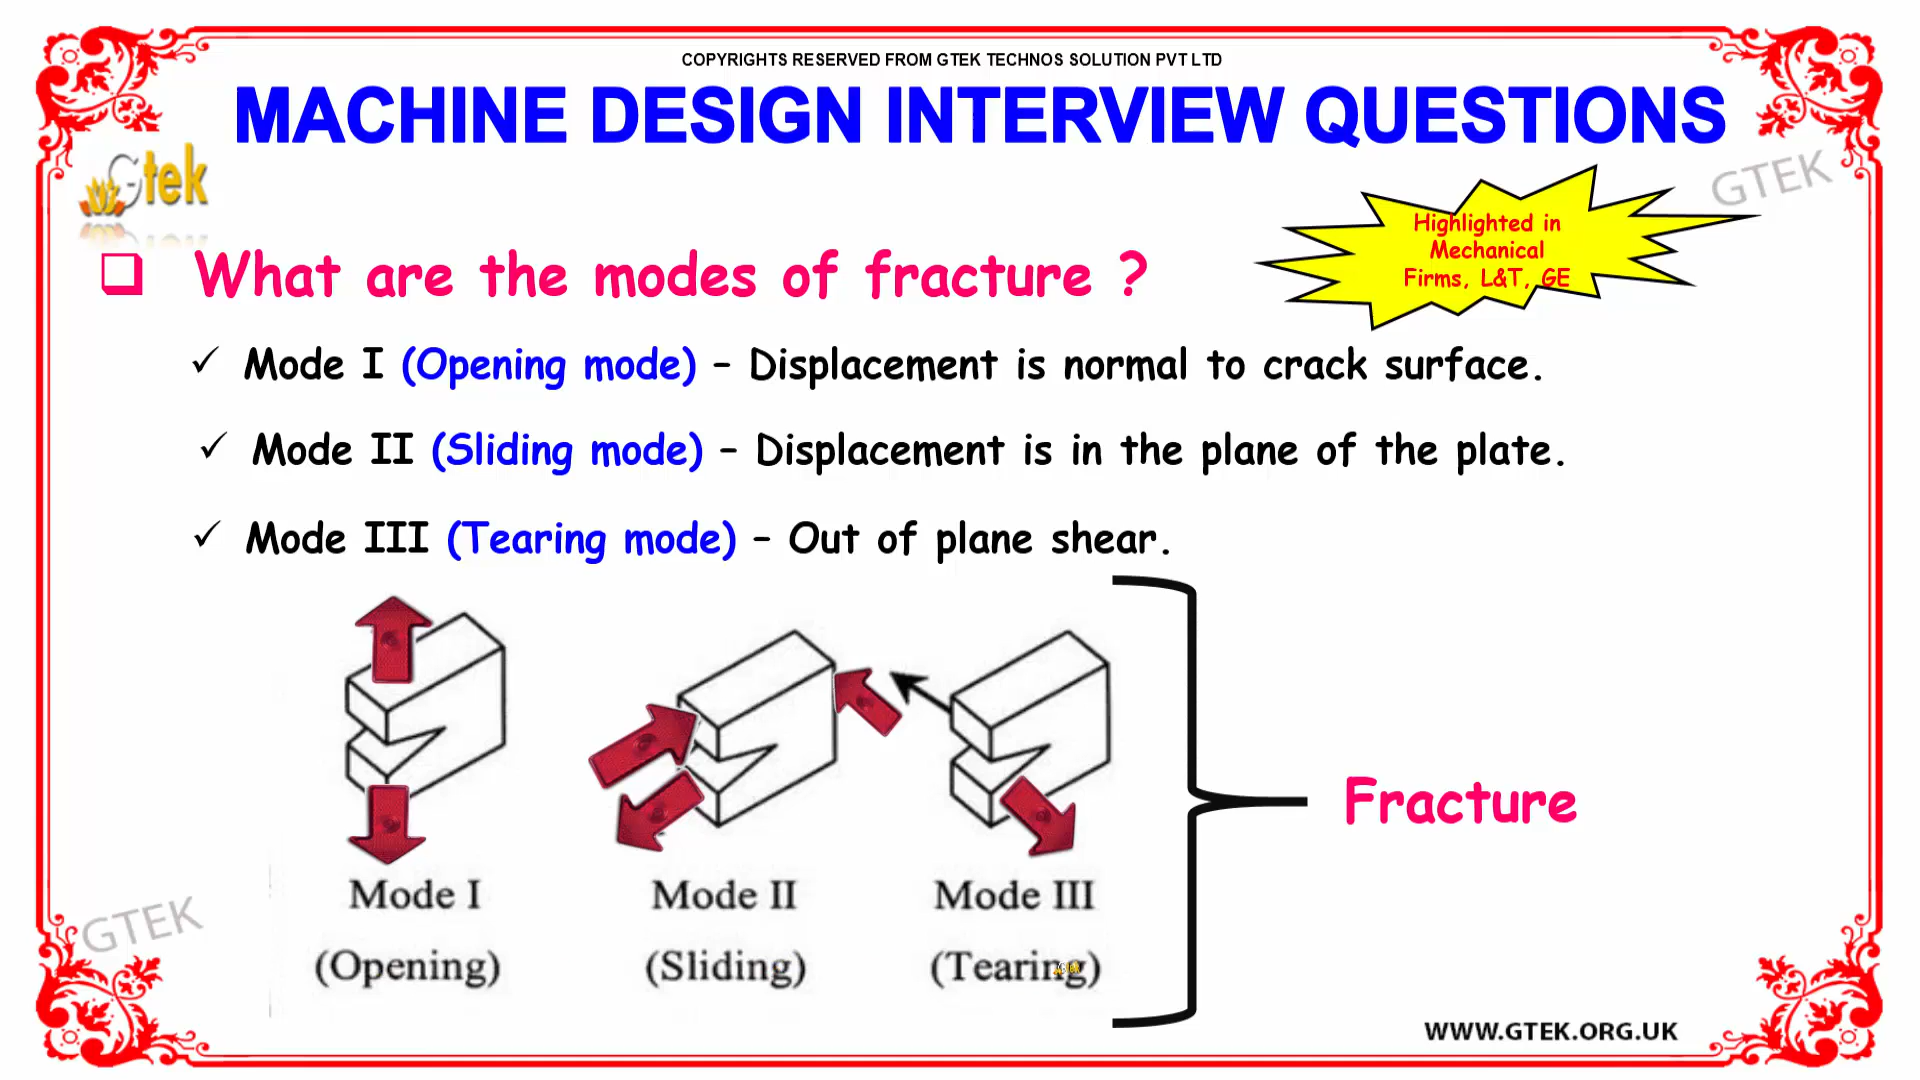 COPYRIGHTS RESERVED FROM GTEK TECHNOS SOLUTION PVT LTD
MACHINE DESIGN INTERVIEW QUESTIONS
Gtek
GTEK
Highlighted in
Mechanical
Firms, L&T, GE
What are the modes of fracture ?
Mode I (Opening mode) – Displacement is normal to crack surface.
Mode II (Sliding mode) – Displacement is in the plane of the plate.
Mode III (Tearing mode) – Out of plane shear.
Fracture
Mode I
Mode II
Mode III
(Opening)
(Sliding)
(Tearing)
GTEK
WWW.GTEK.ORG.UK